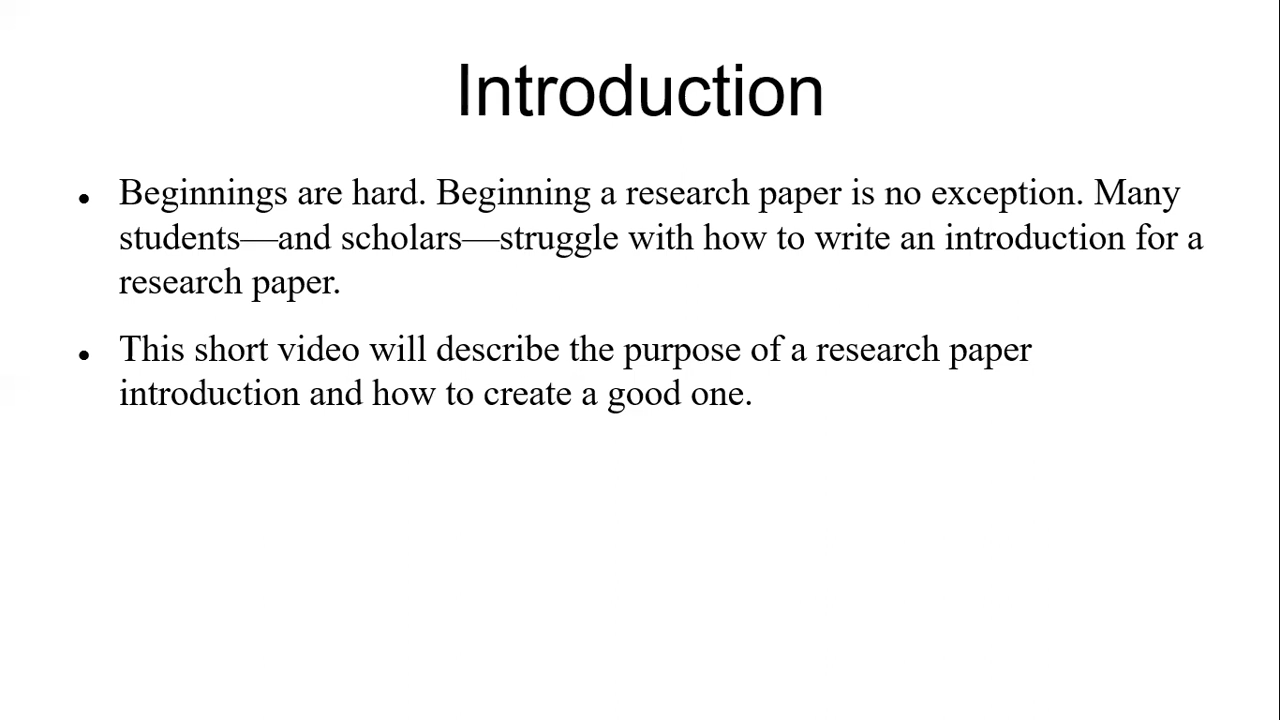 Introduction
• Beginnings are hard. Beginning a research paper is no exception. Many
students—and scholars—struggle with how to write an introduction for a
research paper.
• This short video will describe the purpose of a research paper
introduction and how to create a good one.